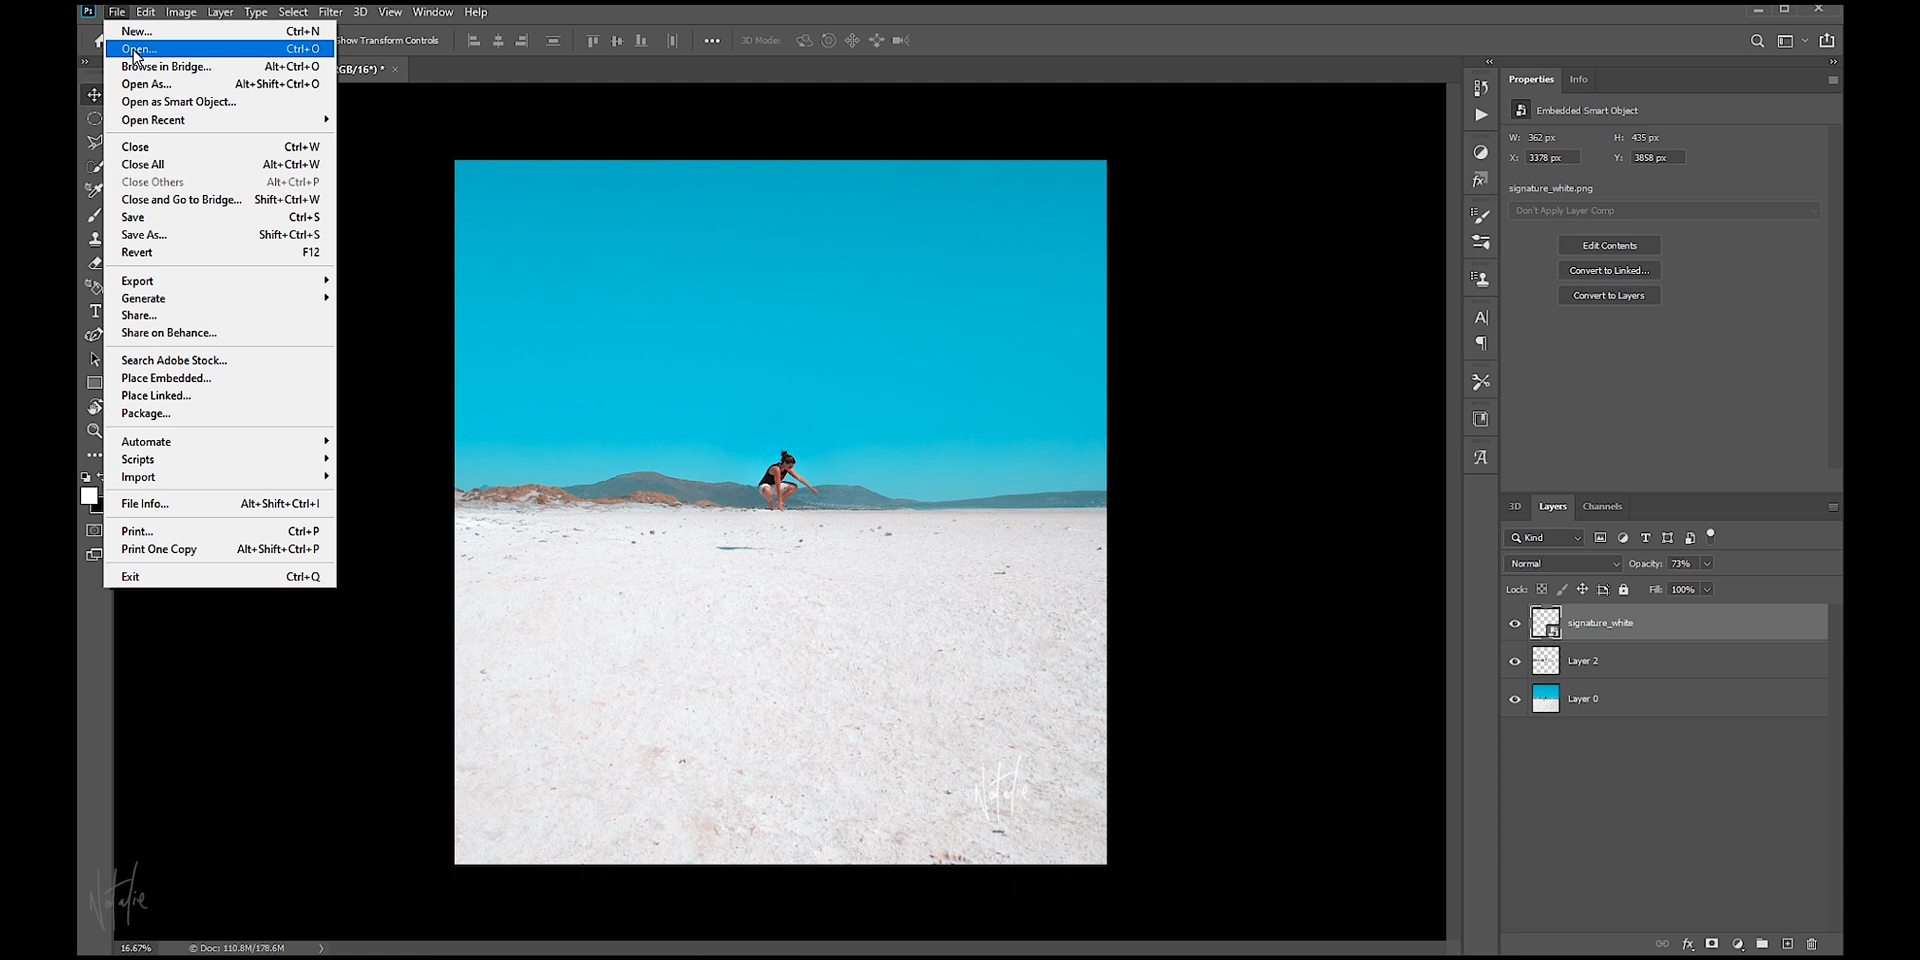 Ps File Edit Image Layer Type Select Filter 3D View Window Help
Show Transform Controls 3D Mode:
RGB/16*) * ×
New... Ctrl+N
Open... Ctrl+O
Browse in Bridge... Alt+Ctrl+O
Open As... Alt+Shift+Ctrl+O
Open as Smart Object...
Open Recent
Close Ctrl+W
Close All Alt+Ctrl+W
Close Others Alt+Ctrl+P
Close and Go to Bridge... Shift+Ctrl+W
Save Ctrl+S
Save As... Shift+Ctrl+S
Revert F12
Export
Generate
Share...
Share on Behance...
Search Adobe Stock...
Place Embedded...
Place Linked...
Package...
Automate
Scripts
Import
File Info... Alt+Shift+Ctrl+I
Print... Ctrl+P
Print One Copy Alt+Shift+Ctrl+P
Exit Ctrl+Q
Natalie
Natalie
16.67% © Doc: 110.8M/178.6M
Properties Info
Embedded Smart Object
W: 362 px H: 435 px
X: 3378 px Y: 3858 px
signature_white.png
Don't Apply Layer Comp
Edit Contents
Convert to Linked...
Convert to Layers
3D Layers Channels
Kind
Normal Opacity: 73%
Lock: Fill: 100%
signature_white
Layer 2
Layer 0